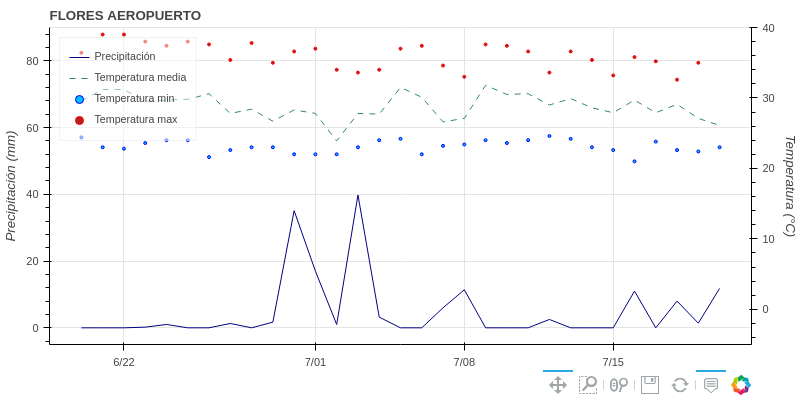 FLORES AEROPUERTO
Precipitación
Temperatura media
Temperatura min
Temperatura max
Precipitación (mm)
80
60
40
20
0
40
30
20
10
0
Temperatura (°C)
6/22
7/01
7/08
7/15